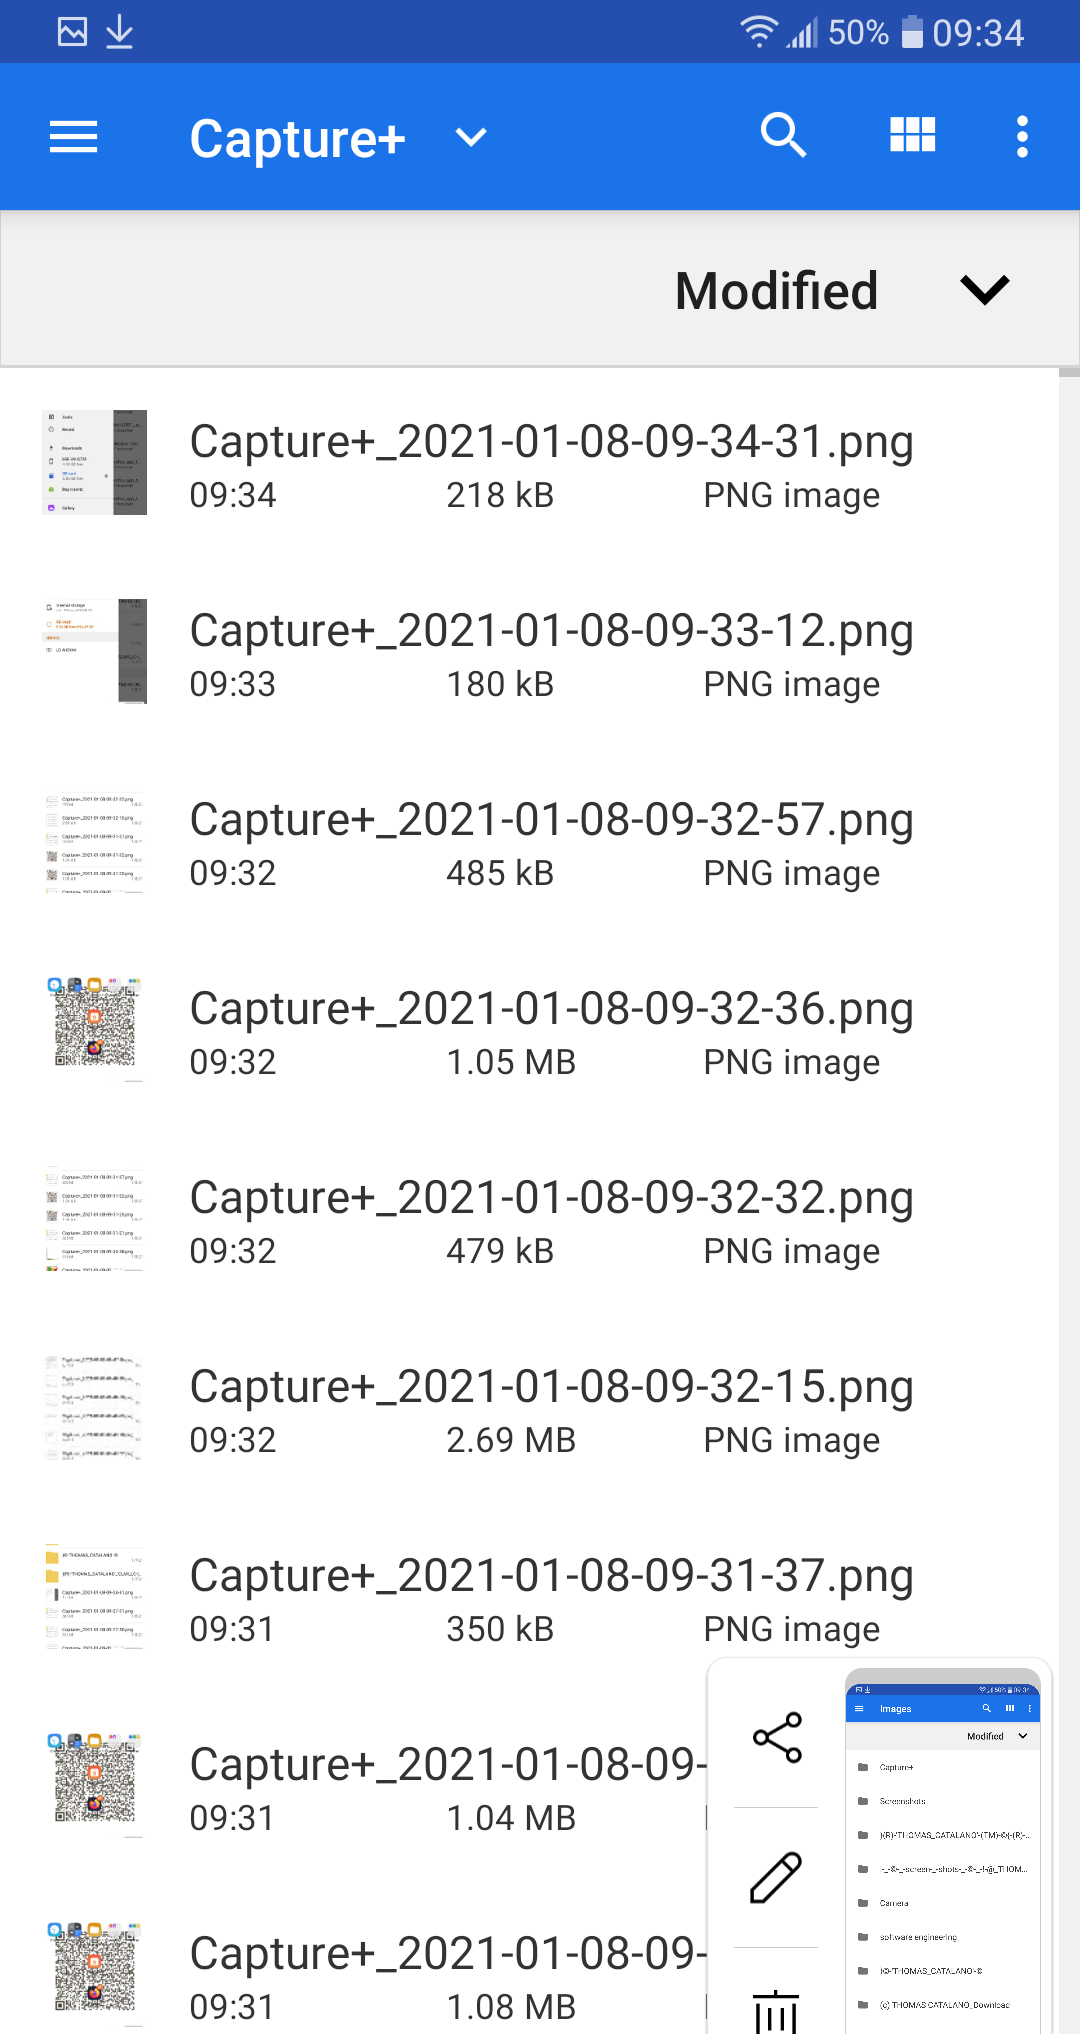 50% 09:34
Capture+
Modified
Capture+_2021-01-08-09-34-31.png
09:34 218 kB PNG image
Capture+_2021-01-08-09-33-12.png
09:33 180 kB PNG image
Capture+_2021-01-08-09-32-57.png
09:32 485 kB PNG image
Capture+_2021-01-08-09-32-36.png
09:32 1.05 MB PNG image
Capture+_2021-01-08-09-32-32.png
09:32 479 kB PNG image
Capture+_2021-01-08-09-32-15.png
09:32 2.69 MB PNG image
Capture+_2021-01-08-09-31-37.png
09:31 350 kB PNG image
Capture+_2021-01-08-09-
09:31 1.04 MB
Capture+_2021-01-08-09-
09:31 1.08 MB
Images
Modified
Capture+
Screenshots
)(R)-'THOMAS_CATALANO'-(TM)-©(-(R)-...
Camera
software engineering
)©-'THOMAS_CATALANO'-©
(c) THOMAS CATALANO_Download